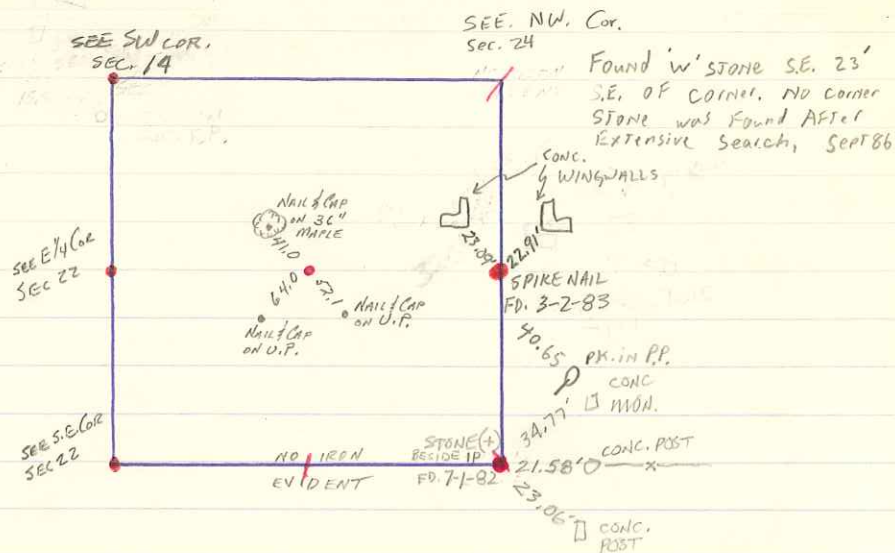 SEE. NW. Cor.
Sec. 24
SEE SW COR.
SEC. 14
Found 'W' STONE S.E. 23'
S.E. OF CORNER. NO CORNER
STONE WAS FOUND AFTER
EXTENSIVE SEARCH, SEPT 86
CONC.
WINGWALLS
NAIL & CAP
ON 36"
MAPLE
41.0
23.09'
22.91'
SEE E 1/4 COR
SEC 22
64.0
52.1
SPIKE NAIL
FD. 3-2-83
NAIL & CAP
ON U.P.
NAIL & CAP
ON U.P.
40.65
PK. IN P.P.
CONC
MON.
34.77'
SEE S.E. COR
SEC 22
NO IRON
EVIDENT
STONE (+)
BESIDE IP
FD. 7-1-82
21.58'
CONC. POST
23.06'
CONC.
POST